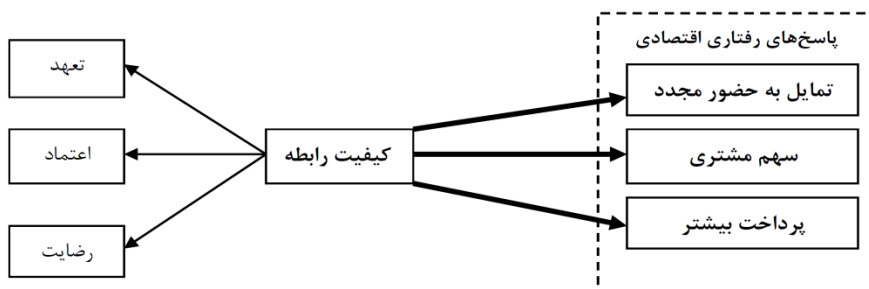 پاسخ‌های رفتاری اقتصادی
تمایل به حضور مجدد
سهم مشتری
پرداخت بیشتر
کیفیت رابطه
تعهد
اعتماد
رضایت